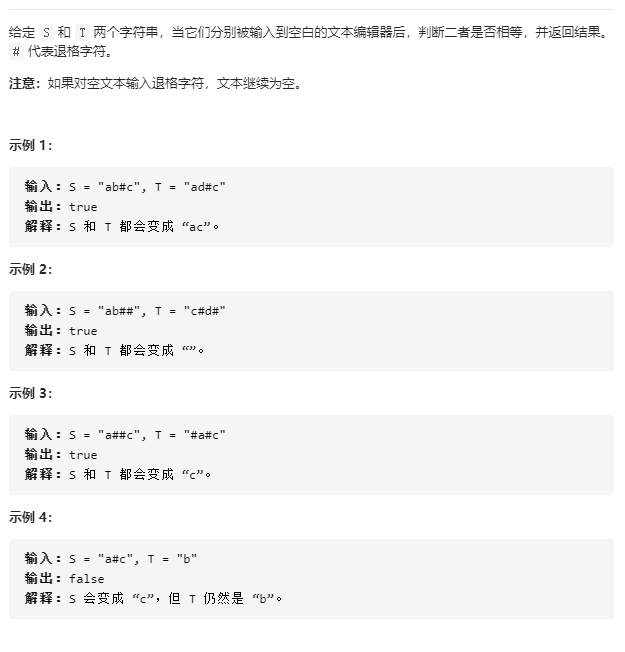 给定 S 和 T 两个字符串，当它们分别被输入到空白的文本编辑器后，判断二者是否相等，并返回结果。
# 代表退格字符。
注意：如果对空文本输入退格字符，文本继续为空。
示例 1：
输入：S = "ab#c", T = "ad#c"
输出：true
解释：S 和 T 都会变成 “ac”。
示例 2：
输入：S = "ab##", T = "c#d#"
输出：true
解释：S 和 T 都会变成 “”。
示例 3：
输入：S = "a##c", T = "#a#c"
输出：true
解释：S 和 T 都会变成 “c”。
示例 4：
输入：S = "a#c", T = "b"
输出：false
解释：S 会变成 “c”，但 T 仍然是 “b”。